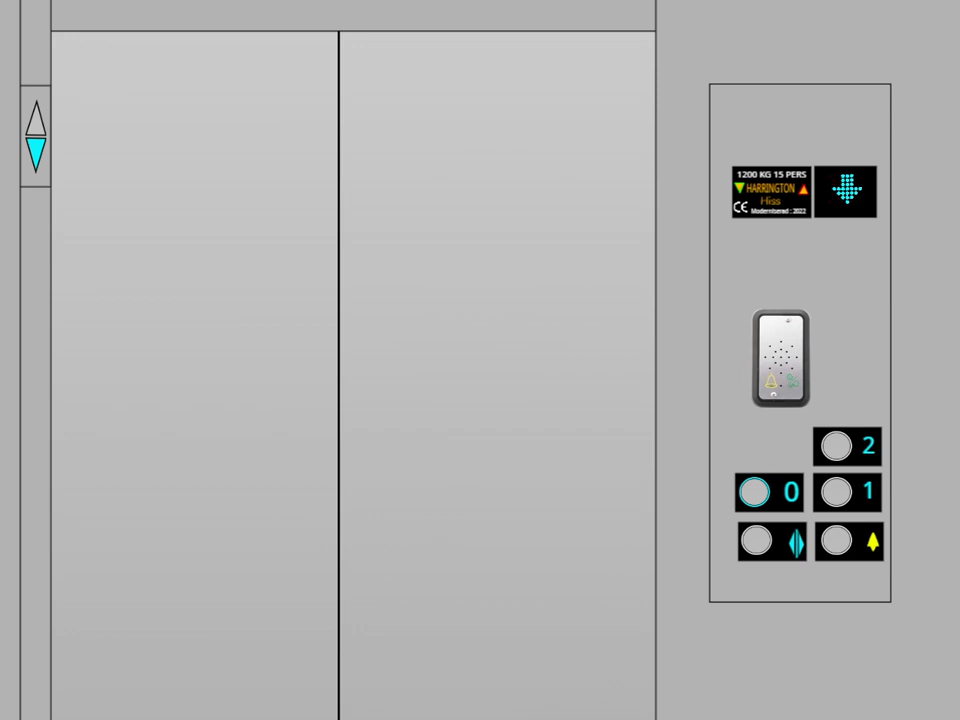 1200 KG 15 PERS
HARRINGTON
Hiss
CE Moderniserad : 2022
2
0 1